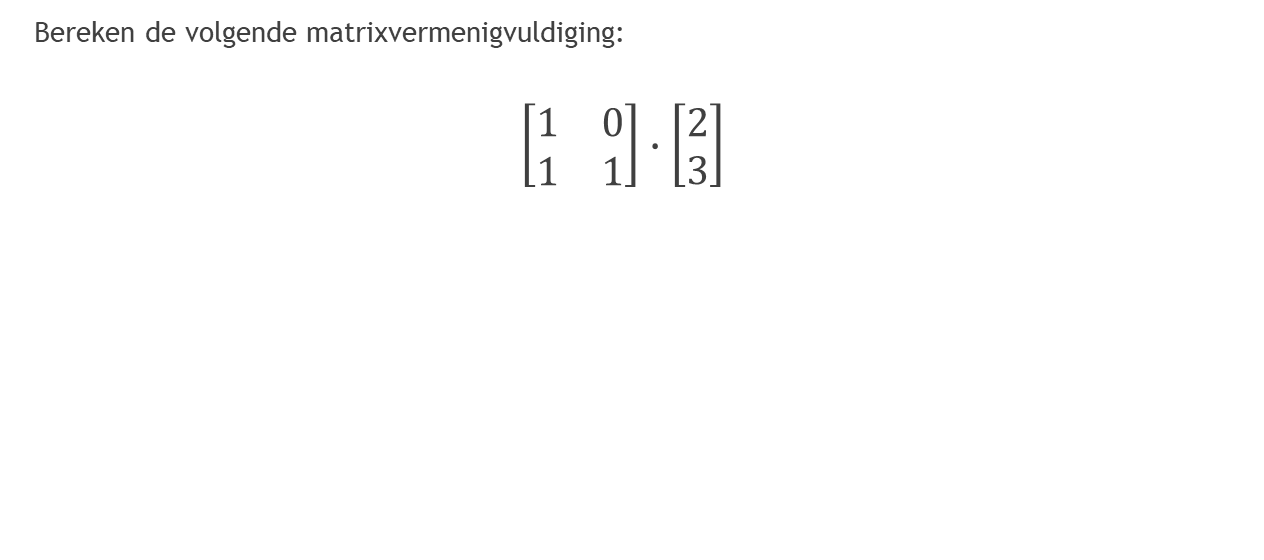 Bereken de volgende matrixvermenigvuldiging:
[1 0] · [2]
[1 1] [3]